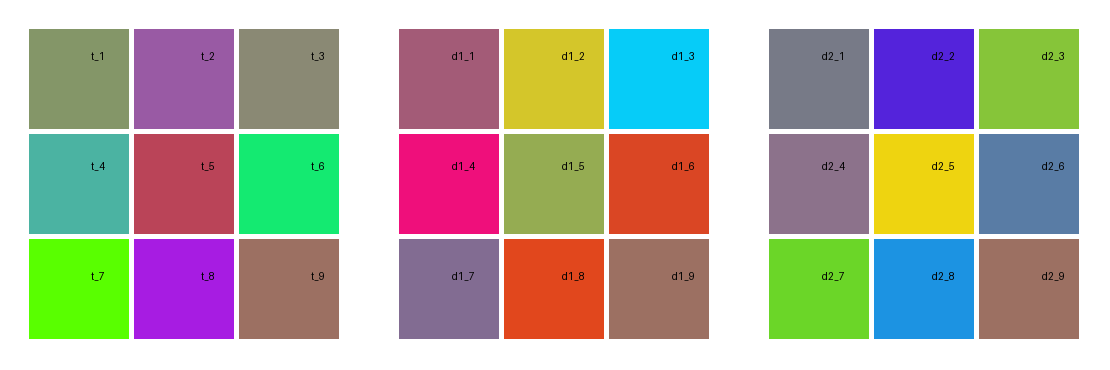 t_1 t_2 t_3 d1_1 d1_2 d1_3 d2_1 d2_2 d2_3
t_4 t_5 t_6 d1_4 d1_5 d1_6 d2_4 d2_5 d2_6
t_7 t_8 t_9 d1_7 d1_8 d1_9 d2_7 d2_8 d2_9